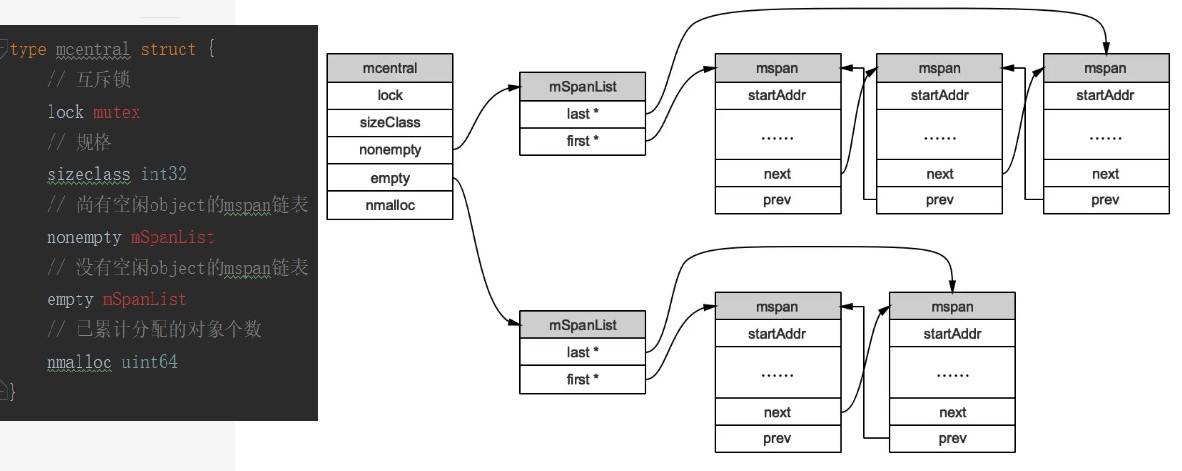 type mcentral struct {
// 互斥锁
lock mutex
// 规格
sizeclass int32
// 尚有空闲object的mspan链表
nonempty mSpanList
// 没有空闲object的mspan链表
empty mSpanList
// 已累计分配的对象个数
nmalloc uint64
}
mcentral
lock
sizeClass
nonempty
empty
nmalloc
mSpanList
last *
first *
mspan
startAddr
......
next
prev
mspan
startAddr
......
next
prev
mspan
startAddr
......
next
prev
mSpanList
last *
first *
mspan
startAddr
......
next
prev
mspan
startAddr
......
next
prev